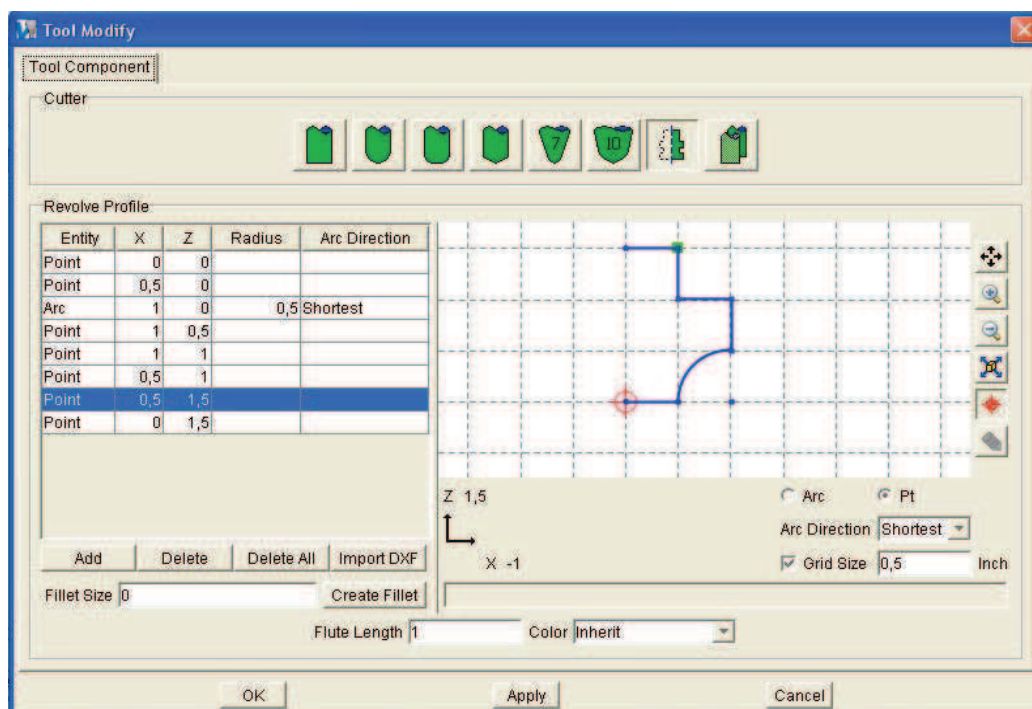 Tool Modify
Tool Component
Cutter
7 10
Revolve Profile
Entity X Z Radius Arc Direction
Point 0 0
Point 0,5 0
Arc 1 0 0,5 Shortest
Point 1 0,5
Point 1 1
Point 0,5 1
Point 0,5 1,5
Point 0 1,5
Z 1,5
X -1
Arc Pt
Arc Direction Shortest
Grid Size 0,5 Inch
Add Delete Delete All Import DXF
Fillet Size 0 Create Fillet
Flute Length 1 Color Inherit
OK Apply Cancel